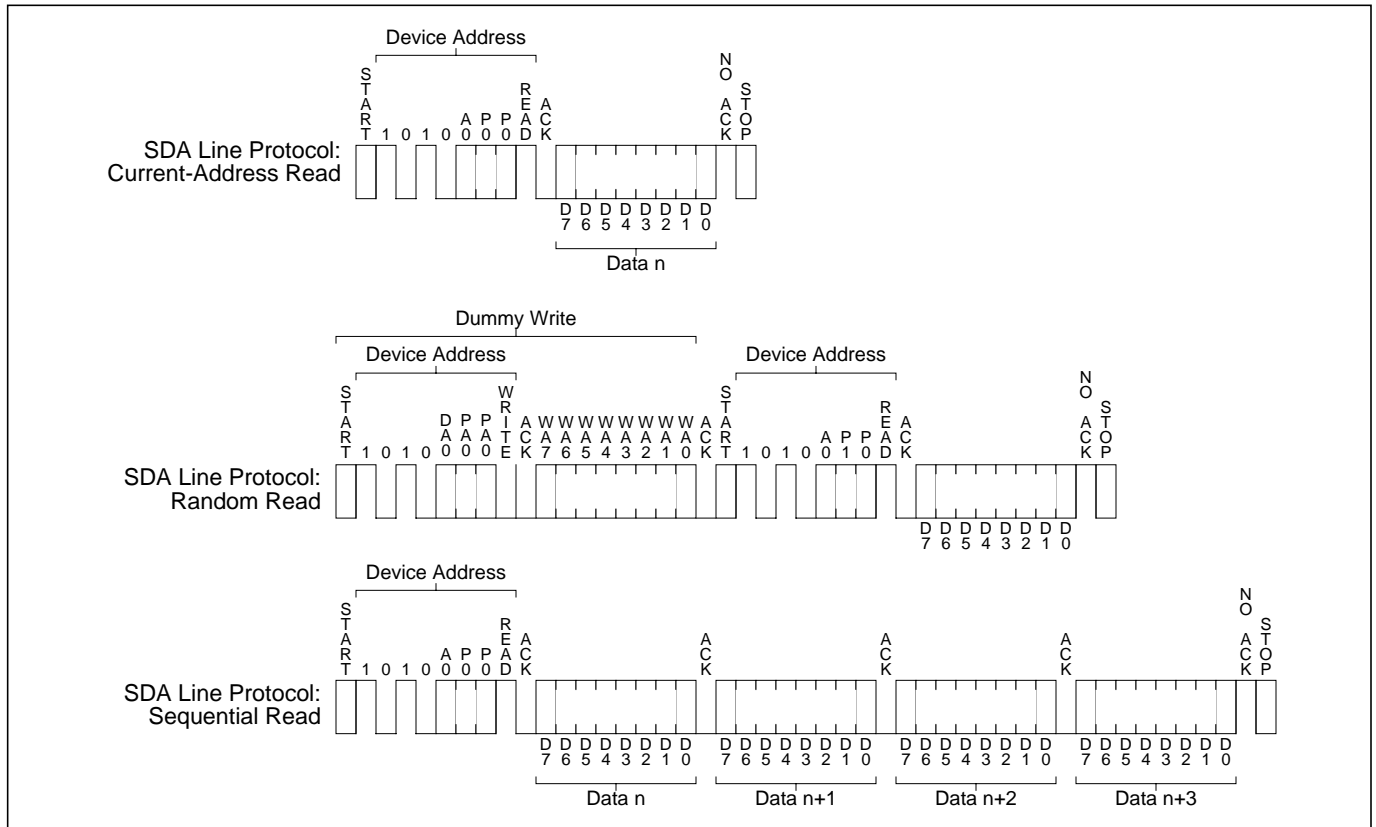 Device Address
START 1 0 1 0 A0 P0 P0 READ ACK NO ACK STOP
SDA Line Protocol:
Current-Address Read
D7 D6 D5 D4 D3 D2 D1 D0
Data n
Dummy Write
Device Address Device Address
START 1 0 1 0 DA0 PA0 PA0 WRITE ACK WA7 WA6 WA5 WA4 WA3 WA2 WA1 WA0 ACK START 1 0 1 0 A0 P1 P0 READ ACK NO ACK STOP
SDA Line Protocol:
Random Read
D7 D6 D5 D4 D3 D2 D1 D0
Device Address
START 1 0 1 0 A0 P0 P0 READ ACK ACK ACK ACK NO ACK STOP
SDA Line Protocol:
Sequential Read
D7 D6 D5 D4 D3 D2 D1 D0 D7 D6 D5 D4 D3 D2 D1 D0 D7 D6 D5 D4 D3 D2 D1 D0 D7 D6 D5 D4 D3 D2 D1 D0
Data n Data n+1 Data n+2 Data n+3